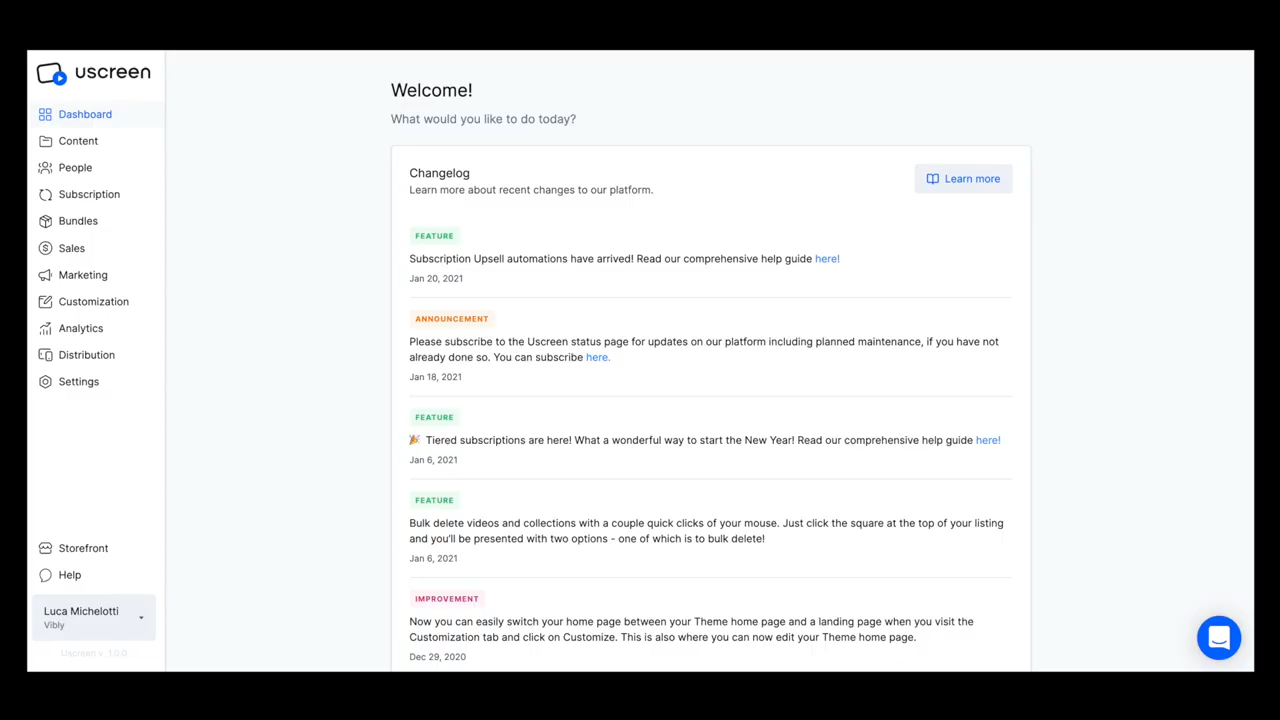 uscreen
Dashboard
Content
People
Subscription
Bundles
Sales
Marketing
Customization
Analytics
Distribution
Settings
Storefront
Help
Luca Michelotti
Vibly
Uscreen v. 1.0.0
Welcome!
What would you like to do today?
Changelog
Learn more about recent changes to our platform.
Learn more
FEATURE
Subscription Upsell automations have arrived! Read our comprehensive help guide here!
Jan 20, 2021
ANNOUNCEMENT
Please subscribe to the Uscreen status page for updates on our platform including planned maintenance, if you have not
already done so. You can subscribe here.
Jan 18, 2021
FEATURE
🎉 Tiered subscriptions are here! What a wonderful way to start the New Year! Read our comprehensive help guide here!
Jan 6, 2021
FEATURE
Bulk delete videos and collections with a couple quick clicks of your mouse. Just click the square at the top of your listing
and you'll be presented with two options - one of which is to bulk delete!
Jan 6, 2021
IMPROVEMENT
Now you can easily switch your home page between your Theme home page and a landing page when you visit the
Customization tab and click on Customize. This is also where you can now edit your Theme home page.
Dec 29, 2020